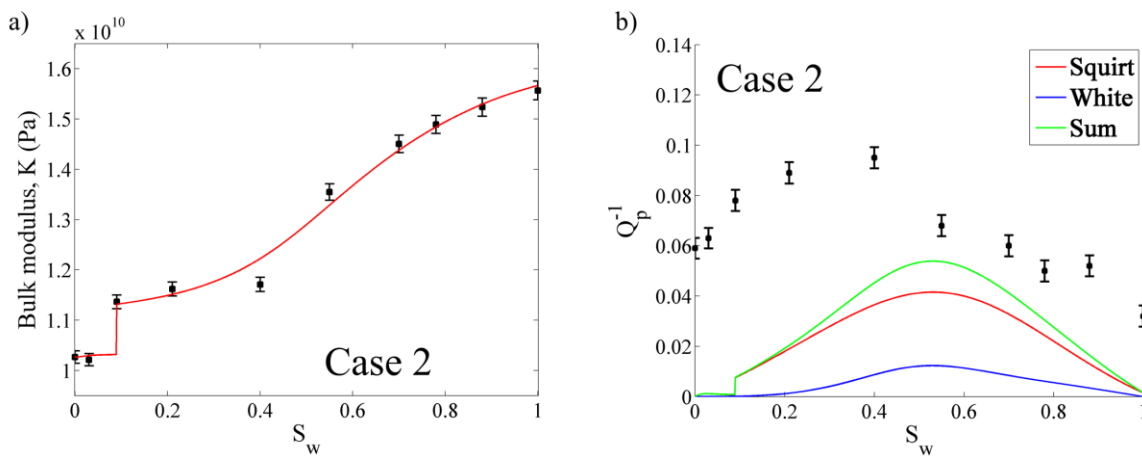 a)
x 10^10
1.6
1.5
1.4
1.3
1.2
1.1
1
Bulk modulus, K (Pa)
Case 2
0 0.2 0.4 0.6 0.8 1
S_w
b)
0.14
0.12
0.1
0.08
0.06
0.04
0.02
0
Q_p^-1
Case 2
Squirt
White
Sum
0 0.2 0.4 0.6 0.8 1
S_w